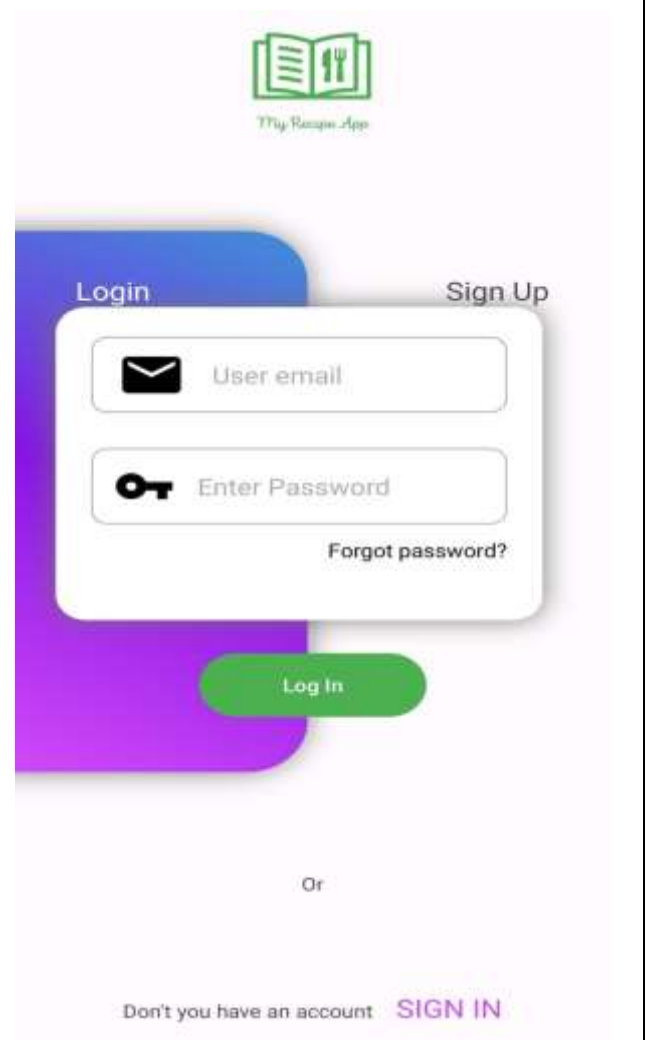 My Recipe App
Login Sign Up
User email
Enter Password
Forgot password?
Log In
Or
Don't you have an account SIGN IN